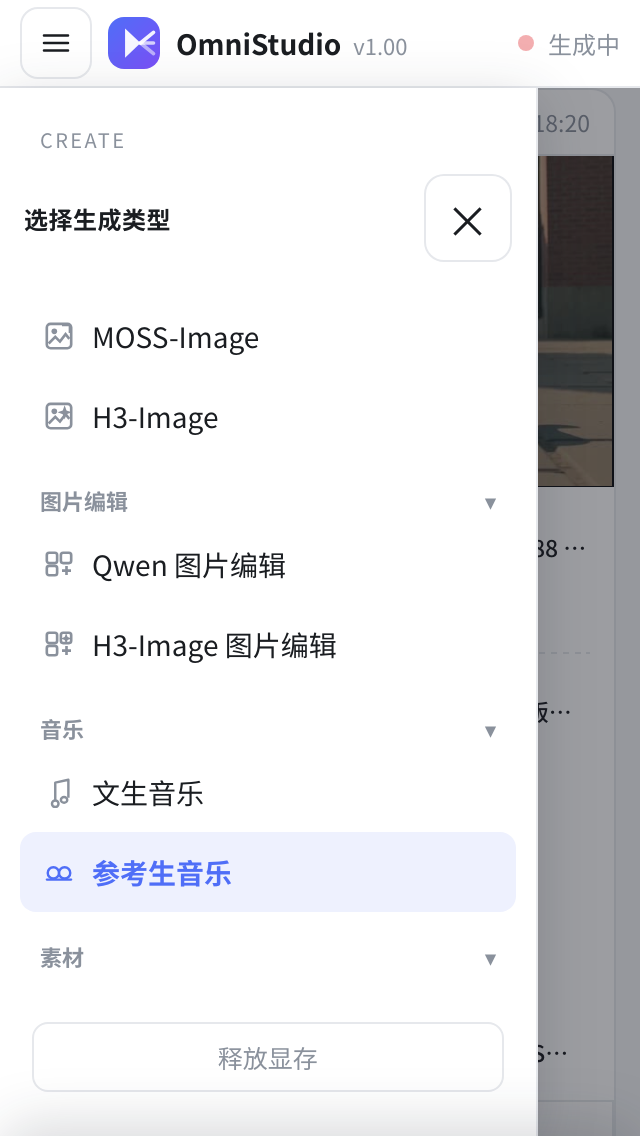 OmniStudio v1.00
生成中
CREATE
18:20
选择生成类型
MOSS-Image
H3-Image
图片编辑 ▼
88 ···
Qwen 图片编辑
H3-Image 图片编辑
音乐 ▼
文生音乐
参考生音乐
素材 ▼
释放显存